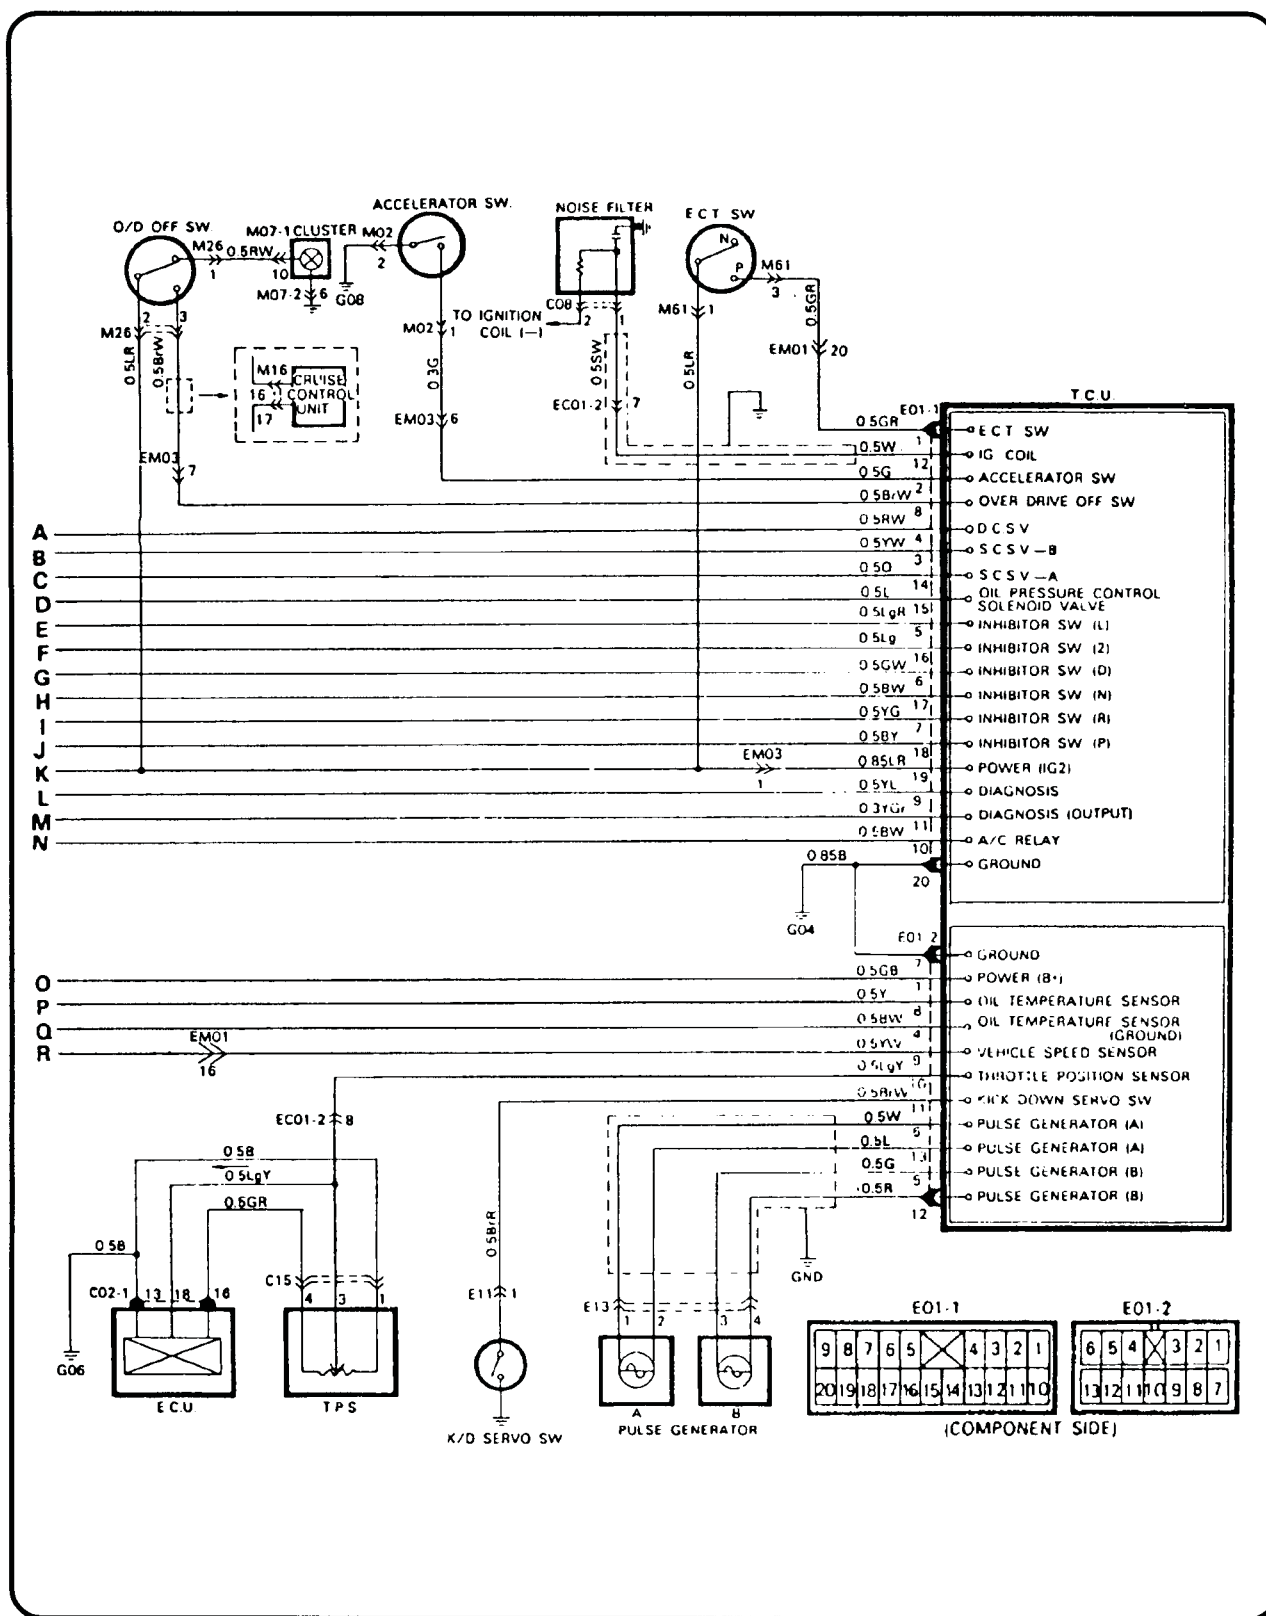 ACCELERATOR SW.
NOISE FILTER
ECT SW
O/D OFF SW.
M07-1 CLUSTER
M02
M26
0.5RW
2
N
P
M61
1
10
3
M07-2
6
G08
0.5GR
C08
2
1
M61
1
TO IGNITION
COIL (—)
2
3
M26
M02
1
EM01
20
0.5LR
0.5BrW
0.5SW
0.5LR
0.3G
M16
CRUISE
16
CONTROL
UNIT
17
EC01-2
7
EM03
6
T.C.U.
E01-1
0.5GR
ECT SW
1
EM03
7
0.5W
IG COIL
12
0.5G
ACCELERATOR SW
2
0.5BrW
OVER DRIVE OFF SW
8
A
0.5RW
DCSV
4
B
0.5YW
SCSV—B
3
C
0.5O
SCSV—A
14
D
0.5L
OIL PRESSURE CONTROL
SOLENOID VALVE
15
E
0.5LgR
INHIBITOR SW (L)
5
F
0.5Lg
INHIBITOR SW (2)
16
G
0.5GW
INHIBITOR SW (D)
6
H
0.5BW
INHIBITOR SW (N)
17
I
0.5YG
INHIBITOR SW (R)
7
J
0.5BY
INHIBITOR SW (P)
18
K
EM03
1
0.85LR
POWER (IG2)
19
L
0.5YL
DIAGNOSIS
9
M
0.3YGr
DIAGNOSIS (OUTPUT)
11
N
0.5BW
A/C RELAY
10
0.85B
GROUND
20
G04
E01-2
GROUND
7
O
0.5GB
POWER (B+)
1
P
0.5Y
OIL TEMPERATURE SENSOR
8
Q
0.5BW
OIL TEMPERATURE SENSOR
(GROUND)
4
R
EM01
16
0.5YW
VEHICLE SPEED SENSOR
9
0.5LgY
THROTTLE POSITION SENSOR
10
0.5BrW
KICK DOWN SERVO SW
11
EC01-2
8
0.5W
PULSE GENERATOR (A)
6
0.5L
PULSE GENERATOR (A)
13
0.5B
0.5LgY
0.5G
PULSE GENERATOR (B)
5
0.5GR
0.5R
PULSE GENERATOR (B)
12
0.5B
0.5BrR
GND
C15
C02-1
13
18
16
4
3
1
E11
1
E13
1
2
3
4
E01-1
E01-2
9 8 7 6 5 4 3 2 1
6 5 4 3 2 1
20 19 18 17 16 15 14 13 12 11 10
13 12 11 10 9 8 7
G06
E.C.U
T.P.S
A
B
K/D SERVO SW
PULSE GENERATOR
(COMPONENT SIDE)